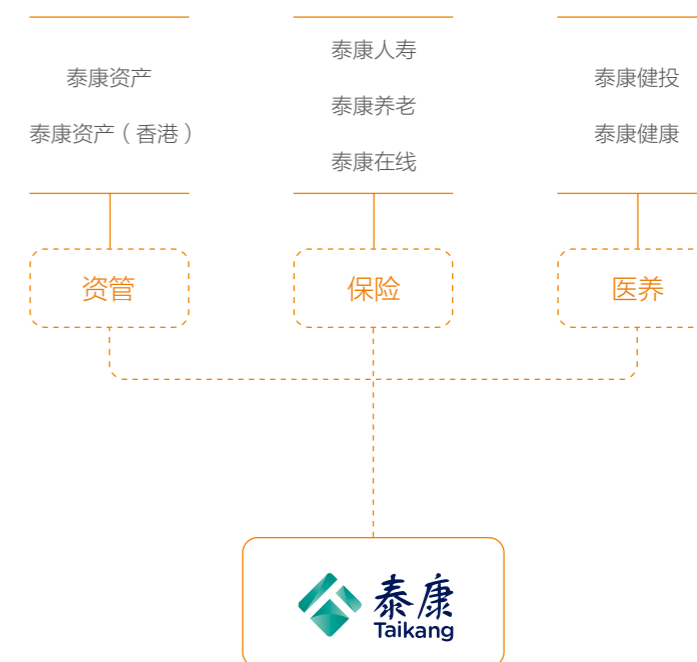 泰康资产
泰康资产（香港）
泰康人寿
泰康养老
泰康在线
泰康健投
泰康健康
资管
保险
医养
泰康
Taikang